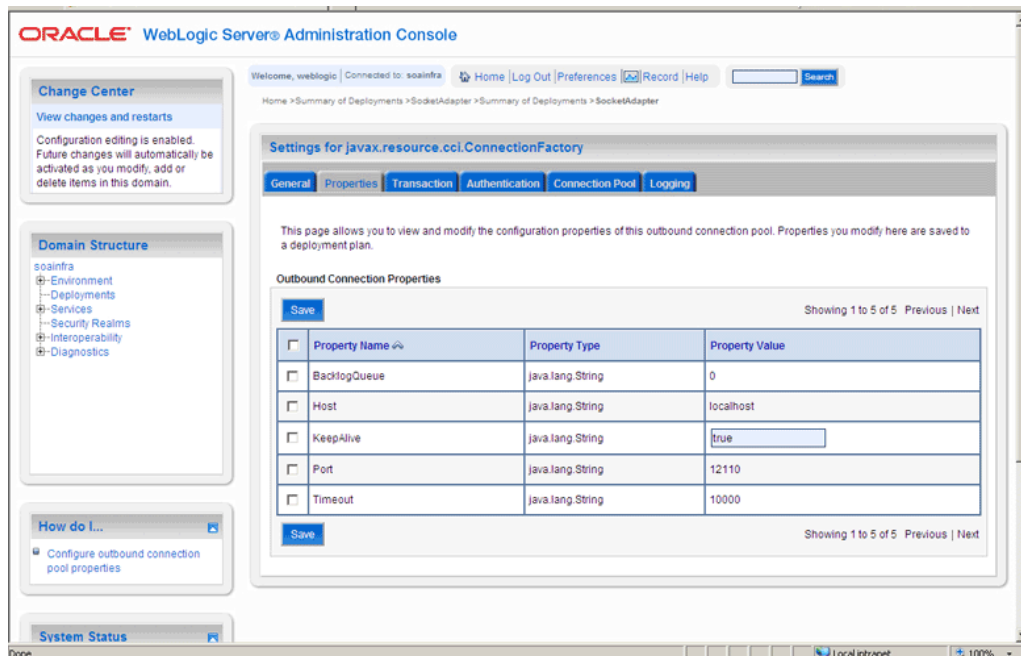 ORACLE® WebLogic Server® Administration Console
Change Center
View changes and restarts
Configuration editing is enabled.
Future changes will automatically be
activated as you modify, add or
delete items in this domain.
Domain Structure
soainfra
Environment
Deployments
Services
Security Realms
Interoperability
Diagnostics
How do I...
Configure outbound connection
pool properties
System Status
Welcome, weblogic | Connected to: soainfra Home | Log Out | Preferences | Record | Help Search
Home >Summary of Deployments >SocketAdapter >Summary of Deployments >SocketAdapter
Settings for javax.resource.cci.ConnectionFactory
General Properties Transaction Authentication Connection Pool Logging
This page allows you to view and modify the configuration properties of this outbound connection pool. Properties you modify here are saved to
a deployment plan.
Outbound Connection Properties
Save Showing 1 to 5 of 5 Previous | Next
Property Name Property Type Property Value
BacklogQueue java.lang.String 0
Host java.lang.String localhost
KeepAlive java.lang.String true
Port java.lang.String 12110
Timeout java.lang.String 10000
Save Showing 1 to 5 of 5 Previous | Next
Done Local intranet 100%